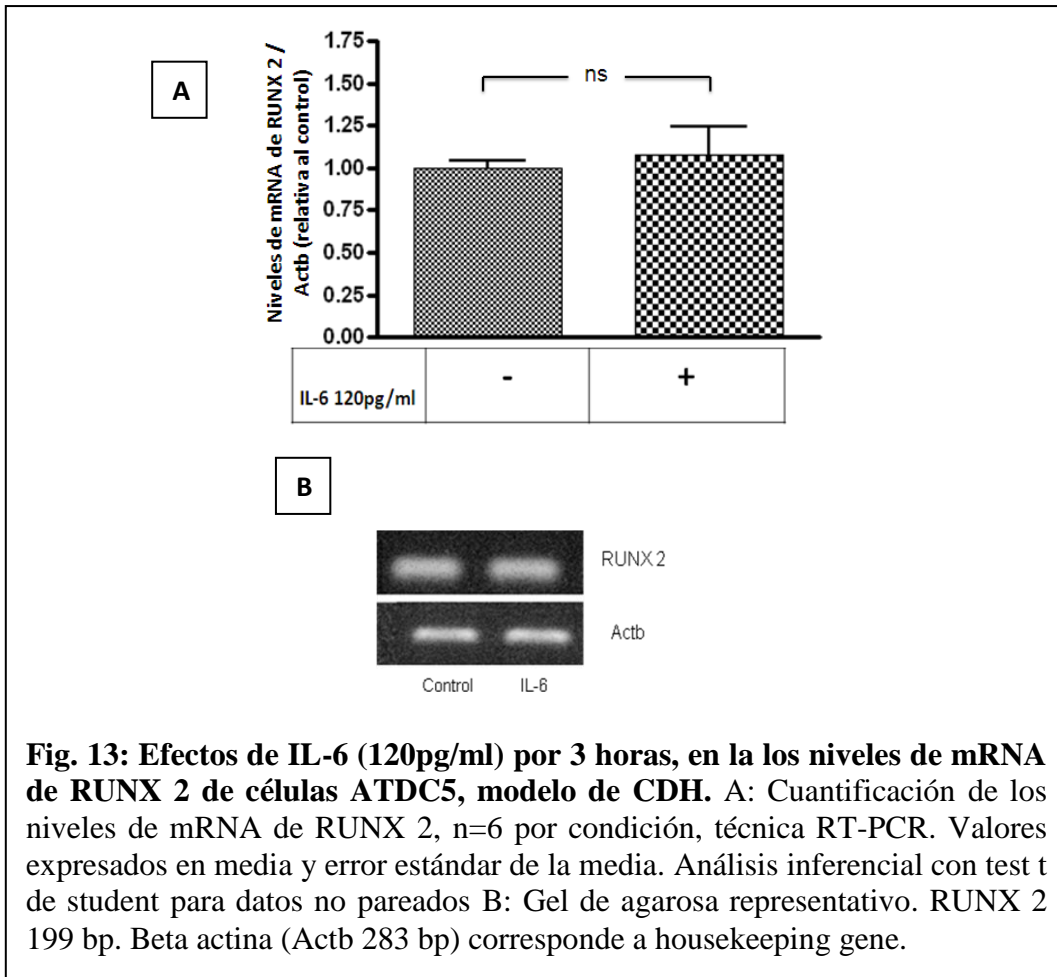 A
Niveles de mRNA de RUNX 2 /
Actb (relativa al control)
1.75
1.50
1.25
1.00
0.75
0.50
0.25
0.00
ns
IL-6 120pg/ml
-
+
B
RUNX 2
Actb
Control
IL-6
Fig. 13: Efectos de IL-6 (120pg/ml) por 3 horas, en la los niveles de mRNA
de RUNX 2 de células ATDC5, modelo de CDH. A: Cuantificación de los
niveles de mRNA de RUNX 2, n=6 por condición, técnica RT-PCR. Valores
expresados en media y error estándar de la media. Análisis inferencial con test t
de student para datos no pareados B: Gel de agarosa representativo. RUNX 2
199 bp. Beta actina (Actb 283 bp) corresponde a housekeeping gene.